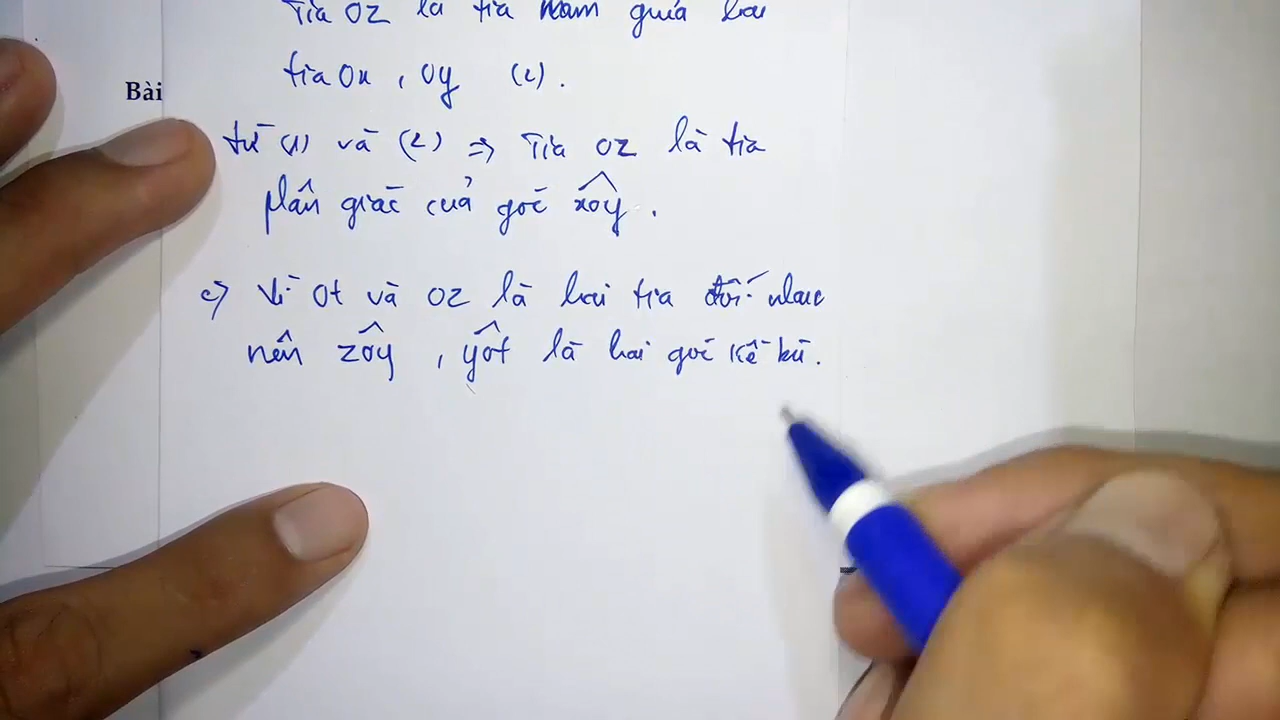 Tia Oz là tia nằm giữa hai
tia Ox, Oy (2).
Bài
từ (1) và (2) => Tia Oz là tia
phân giác của góc xOy.
c) Vì Ot và Oz là hai tia đối nhau
nên zOy, yOt là hai góc kề bù.